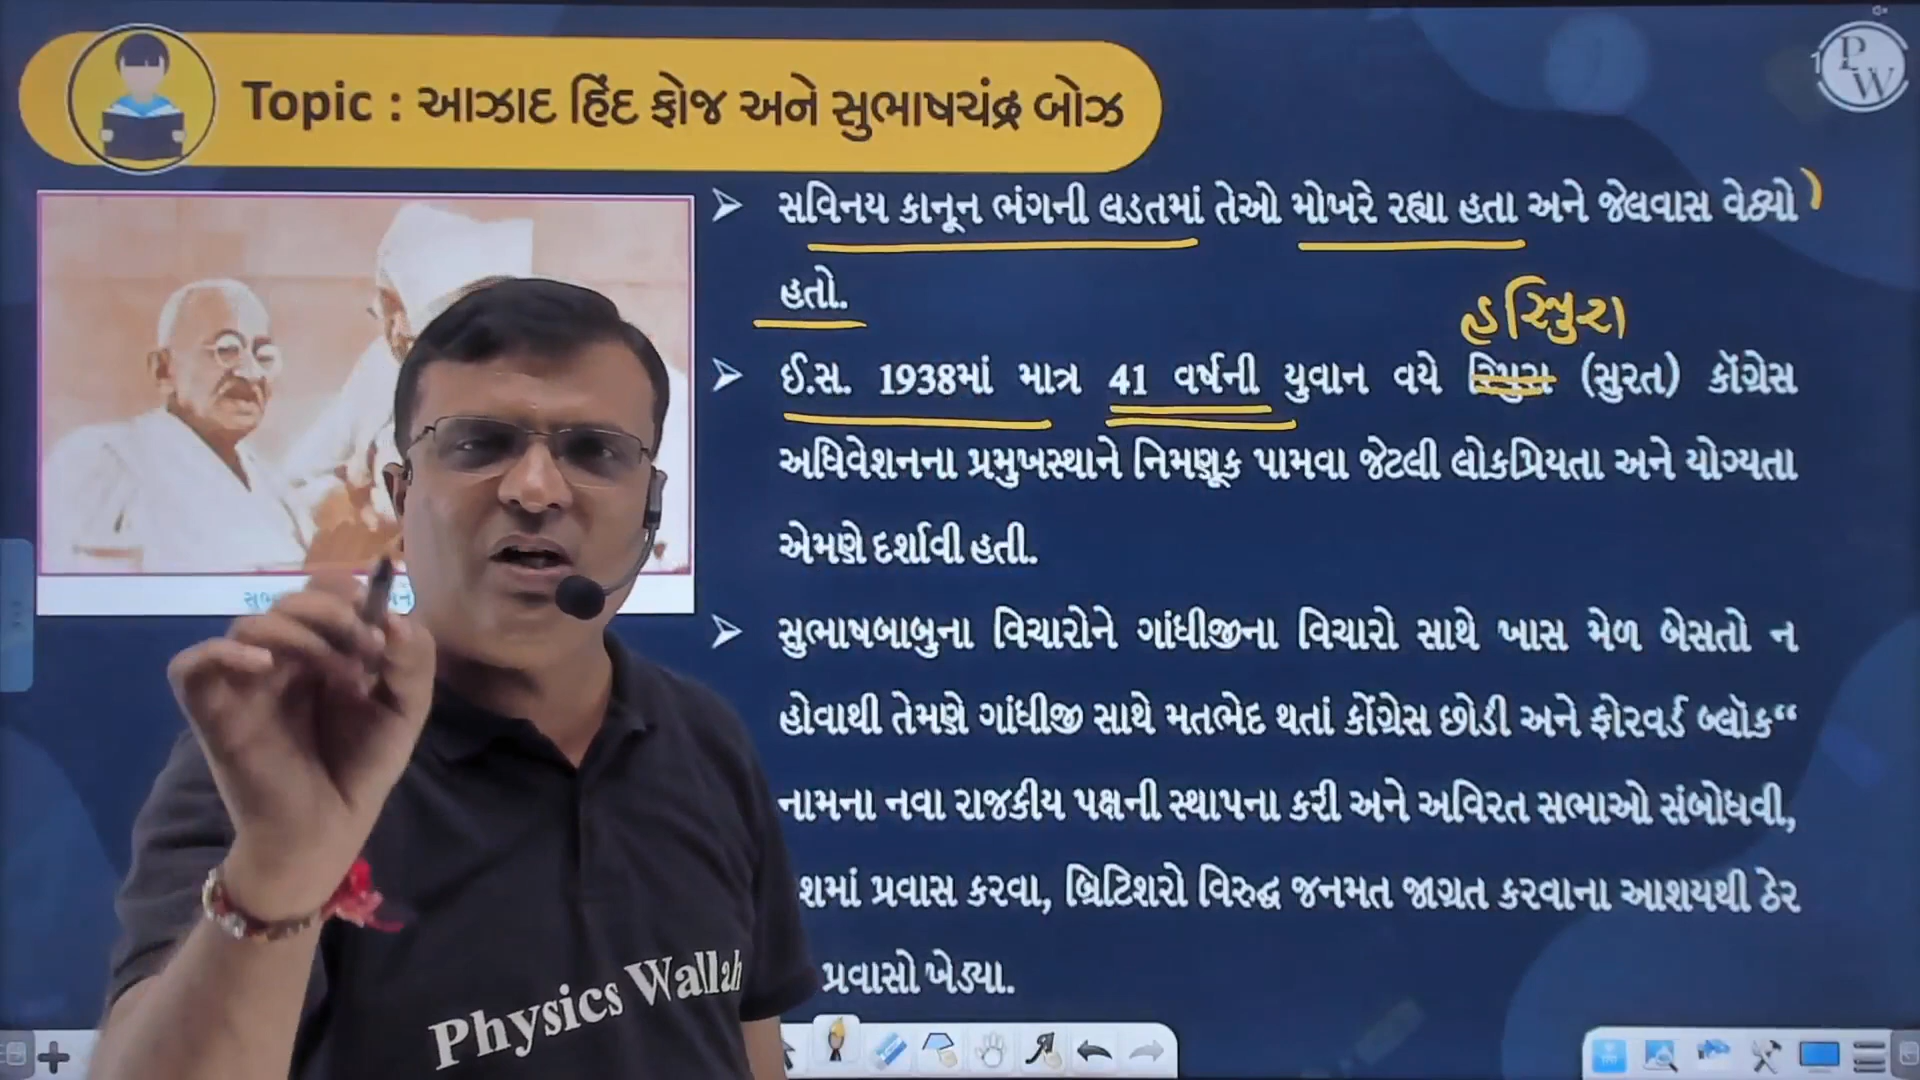 Topic : આઝાદ હિંદ ફોજ અને સુભાષચંદ્ર બોઝ
PW
સવિનય કાનૂન ભંગની લડતમાં તેઓ મોખરે રહ્યા હતા અને જેલવાસ વેઠ્યો
હતો.
હરિપુરા
ઈ.સ. 1938માં માત્ર 41 વર્ષની યુવાન વયે રિપુરા (સુરત) કૉંગ્રેસ
અધિવેશનના પ્રમુખસ્થાને નિમણૂક પામવા જેટલી લોકપ્રિયતા અને યોગ્યતા
એમણે દર્શાવી હતી.
સુભાષબાબુના વિચારોને ગાંધીજીના વિચારો સાથે ખાસ મેળ બેસતો ન
હોવાથી તેમણે ગાંધીજી સાથે મતભેદ થતાં કૉંગ્રેસ છોડી અને ફોરવર્ડ બ્લૉક“
નામના નવા રાજકીય પક્ષની સ્થાપના કરી અને અવિરત સભાઓ સંબોધવી,
શમાં પ્રવાસ કરવા, બ્રિટિશરો વિરુદ્ધ જનમત જાગ્રત કરવાના આશયથી ઠેર
પ્રવાસો ખેડ્યા.
Physics Wallah